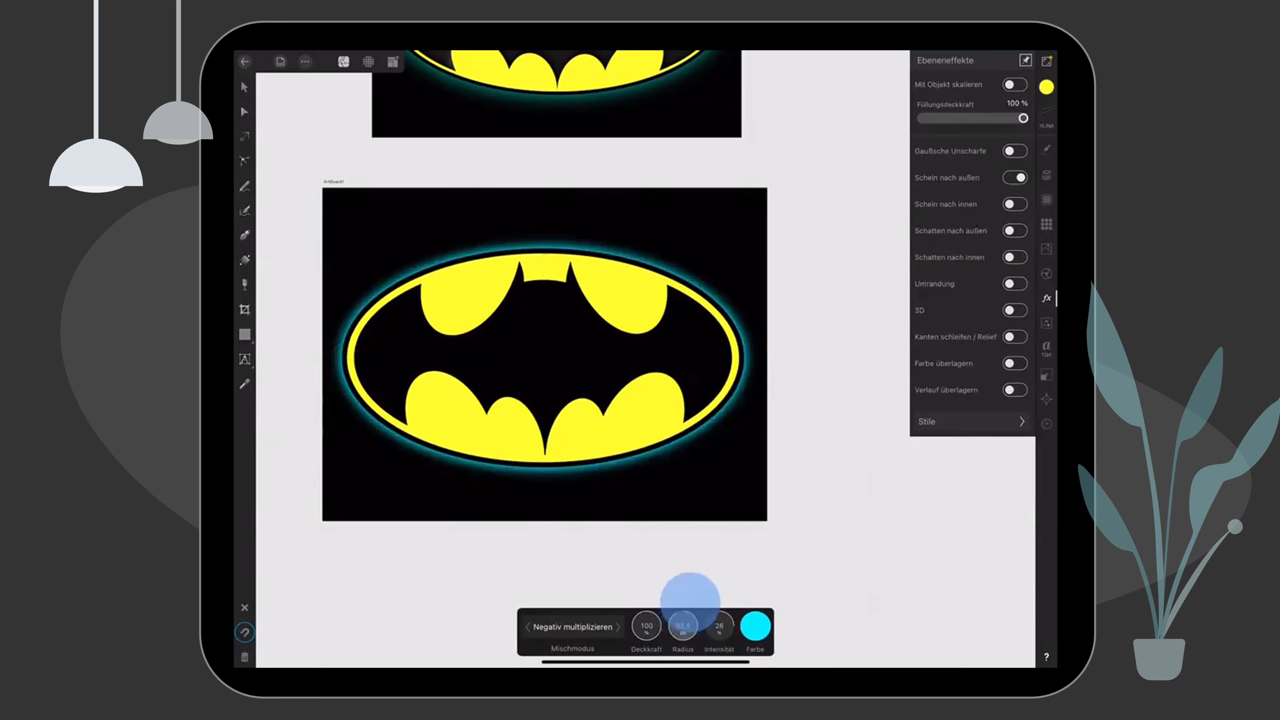 Ebeneneffekte
Mit Objekt skalieren
Füllungsdeckkraft 100 %
Gaußsche Unschärfe
Schein nach außen
Schein nach innen
Schatten nach außen
Schatten nach innen
Umrandung
3D
Kanten schleifen / Relief
Farbe überlagern
Verlauf überlagern
Stile
fx
a
?
Negativ multiplizieren
100 %
26 %
Mischmodus
Deckkraft
Radius
Intensität
Farbe